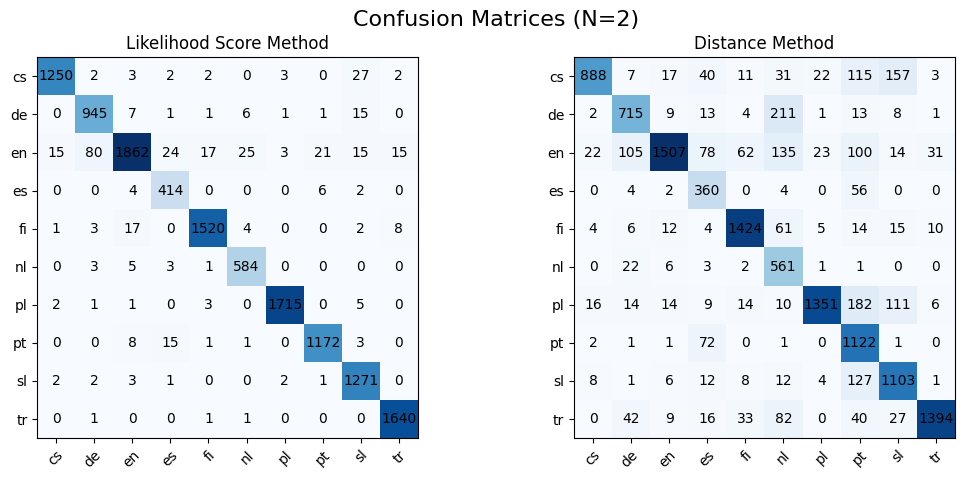 Confusion Matrices (N=2)
Likelihood Score Method
cs 1250 2 3 2 2 0 3 0 27 2
de 0 945 7 1 1 6 1 1 15 0
en 15 80 1862 24 17 25 3 21 15 15
es 0 0 4 414 0 0 0 6 2 0
fi 1 3 17 0 1520 4 0 0 2 8
nl 0 3 5 3 1 584 0 0 0 0
pl 2 1 1 0 3 0 1715 0 5 0
pt 0 0 8 15 1 1 0 1172 3 0
sl 2 2 3 1 0 0 2 1 1271 0
tr 0 1 0 0 1 1 0 0 0 1640
cs de en es fi nl pl pt sl tr
Distance Method
cs 888 7 17 40 11 31 22 115 157 3
de 2 715 9 13 4 211 1 13 8 1
en 22 105 1507 78 62 135 23 100 14 31
es 0 4 2 360 0 4 0 56 0 0
fi 4 6 12 4 1424 61 5 14 15 10
nl 0 22 6 3 2 561 1 1 0 0
pl 16 14 14 9 14 10 1351 182 111 6
pt 2 1 1 72 0 1 0 1122 1 0
sl 8 1 6 12 8 12 4 127 1103 1
tr 0 42 9 16 33 82 0 40 27 1394
cs de en es fi nl pl pt sl tr